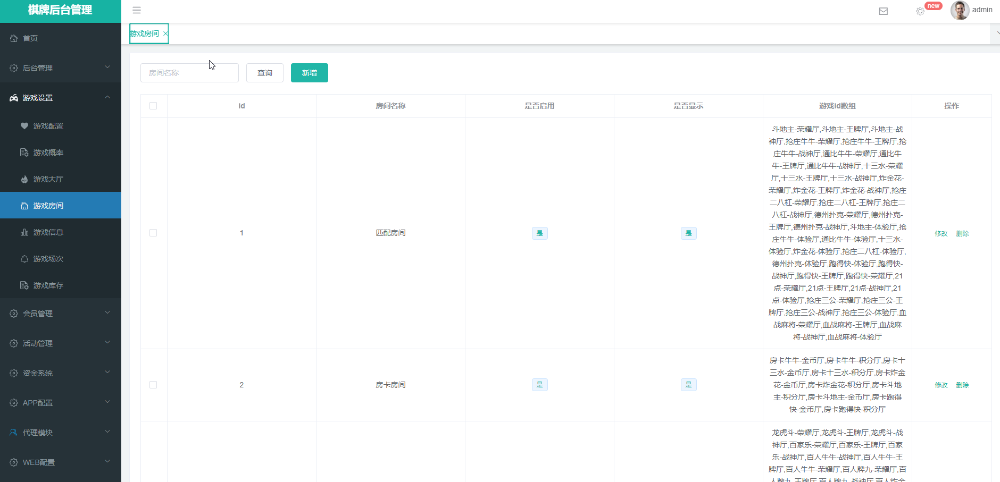 棋牌后台管理
new
admin
首页
后台管理
游戏设置
游戏配置
游戏概率
游戏大厅
游戏房间
游戏信息
游戏场次
游戏库存
会员管理
活动管理
资金系统
APP配置
代理模块
WEB配置
游戏房间
房间名称
查询
新增
id
房间名称
是否启用
是否显示
游戏id数组
操作
1
匹配房间
是
是
斗地主-荣耀厅,斗地主-王牌厅,斗地主-战
神厅,抢庄牛牛-荣耀厅,抢庄牛牛-王牌厅,抢
庄牛牛-战神厅,通比牛牛-荣耀厅,通比牛
牛-王牌厅,通比牛牛-战神厅,十三水-荣耀
厅,十三水-王牌厅,十三水-战神厅,炸金花-
荣耀厅,炸金花-王牌厅,炸金花-战神厅,抢庄
二八杠-荣耀厅,抢庄二八杠-王牌厅,抢庄二
八杠-战神厅,德州扑克-荣耀厅,德州扑克-
王牌厅,德州扑克-战神厅,斗地主-体验厅,抢
庄牛牛-体验厅,通比牛牛-体验厅,十三水-
体验厅,炸金花-体验厅,抢庄二八杠-体验厅,
德州扑克-体验厅,跑得快-体验厅,跑得快-
战神厅,跑得快-王牌厅,跑得快-荣耀厅,21
点-荣耀厅,21点-王牌厅,21点-战神厅,21
点-体验厅,抢庄三公-荣耀厅,抢庄三公-王
牌厅,抢庄三公-战神厅,抢庄三公-体验厅,血
战麻将-荣耀厅,血战麻将-王牌厅,血战麻
将-战神厅,血战麻将-体验厅
修改
删除
2
房卡房间
是
是
房卡牛牛-金币厅,房卡牛牛-积分厅,房卡十
三水-金币厅,房卡十三水-积分厅,房卡炸金
花-金币厅,房卡炸金花-积分厅,房卡斗地
主-积分厅,房卡斗地主-金币厅,房卡跑得
快-金币厅,房卡跑得快-积分厅
修改
删除
龙虎斗-荣耀厅,龙虎斗-王牌厅,龙虎斗-战
神厅,百家乐-荣耀厅,百家乐-王牌厅,百家
乐-战神厅,百人牛牛-战神厅,百人牛牛-王
牌厅,百人牛牛-荣耀厅,百人牌九-荣耀厅,百
人牌九-王牌厅,百人牌九-战神厅,百人炸金